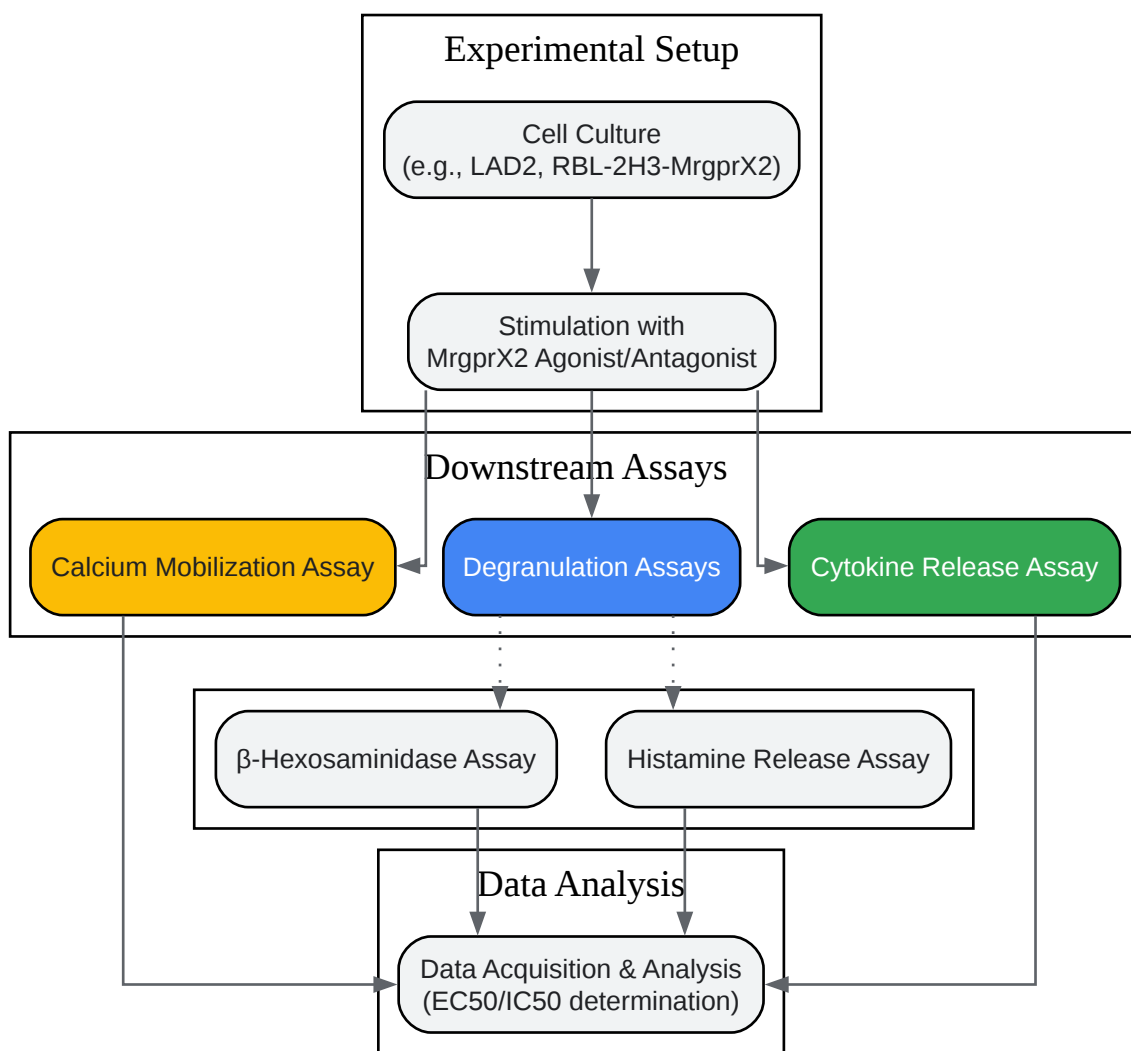 Experimental Setup
Cell Culture
(e.g., LAD2, RBL-2H3-MrgprX2)
Stimulation with
MrgprX2 Agonist/Antagonist
Downstream Assays
Calcium Mobilization Assay
Degranulation Assays
Cytokine Release Assay
β-Hexosaminidase Assay
Histamine Release Assay
Data Analysis
Data Acquisition & Analysis
(EC50/IC50 determination)